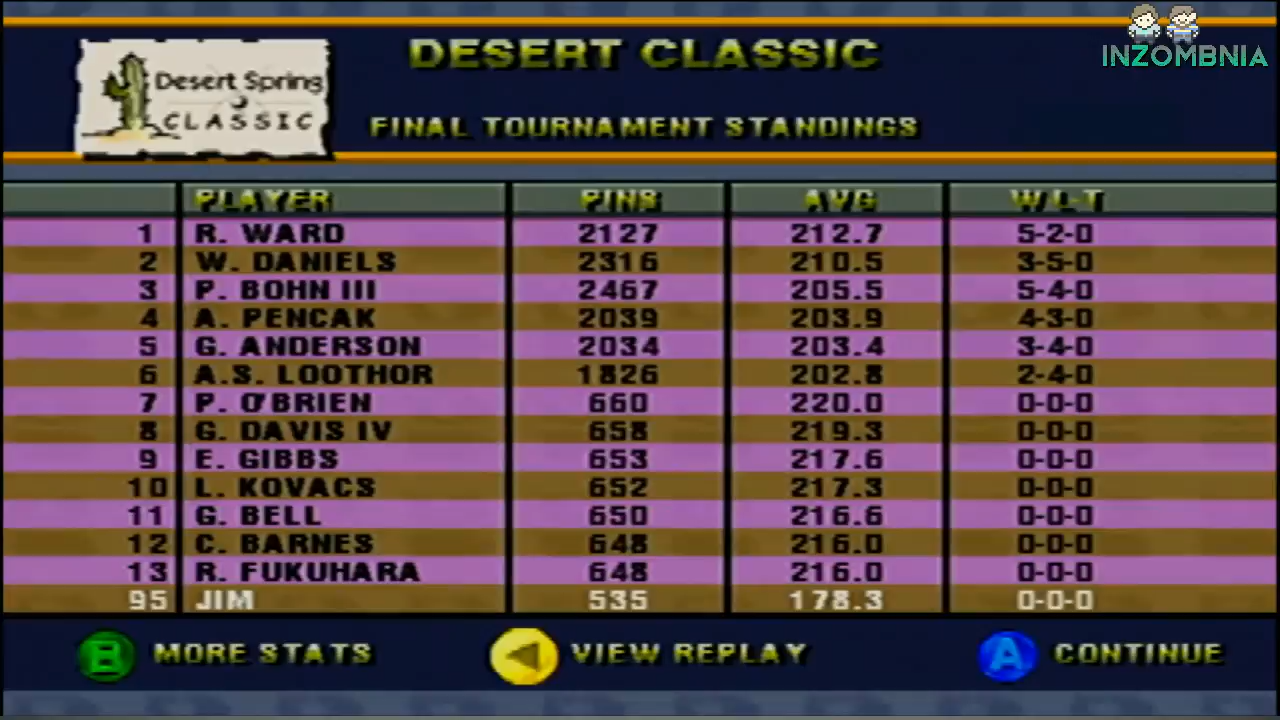 INZOMBNIA
DESERT CLASSIC
Desert Spring
CLASSIC
FINAL TOURNAMENT STANDINGS
PLAYER PINS AVG W-L-T
1 R. WARD 2127 212.7 5-2-0
2 W. DANIELS 2316 210.5 3-5-0
3 P. BOHN III 2467 205.5 5-4-0
4 A. PENCAK 2039 203.9 4-3-0
5 G. ANDERSON 2034 203.4 3-4-0
6 A.S. LOOTHOR 1826 202.8 2-4-0
7 P. O'BRIEN 660 220.0 0-0-0
8 G. DAVIS IV 658 219.3 0-0-0
9 E. GIBBS 653 217.6 0-0-0
10 L. KOVACS 652 217.3 0-0-0
11 G. BELL 650 216.6 0-0-0
12 C. BARNES 648 216.0 0-0-0
13 R. FUKUHARA 648 216.0 0-0-0
95 JIM 535 178.3 0-0-0
B MORE STATS VIEW REPLAY A CONTINUE